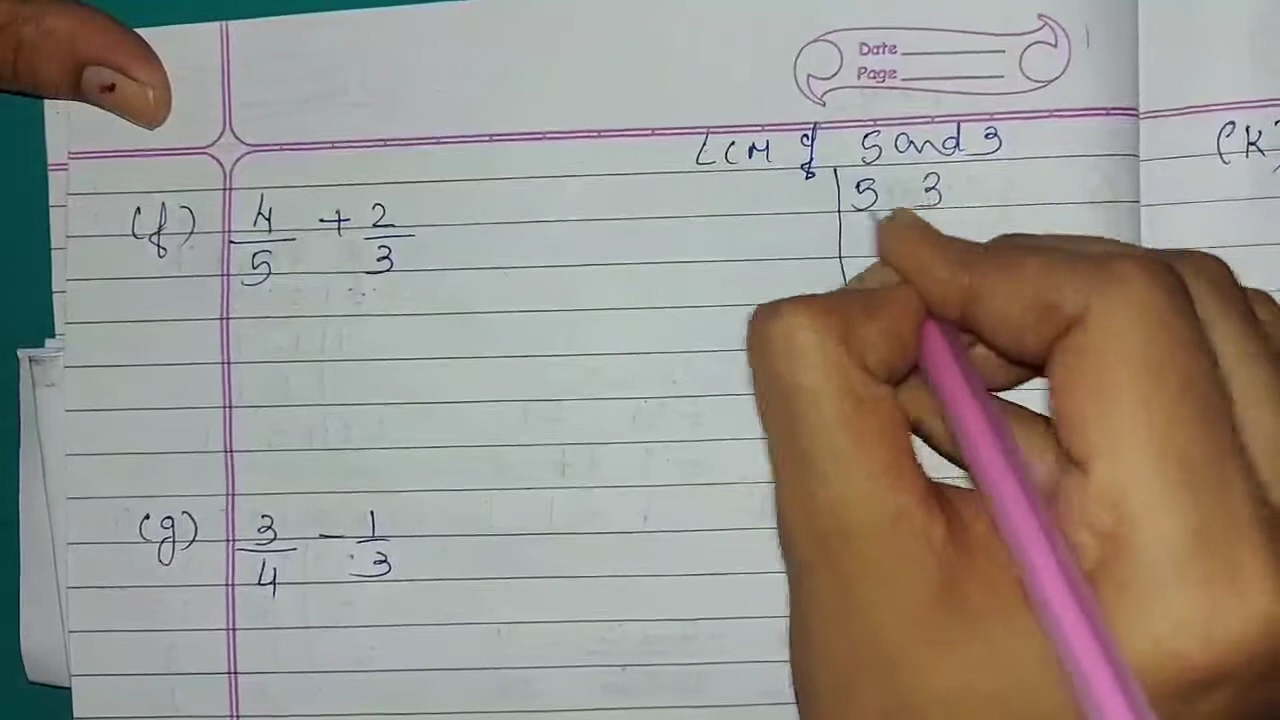 Date
Page
LCM of 5 and 3
5 3
(f) 4/5 + 2/3
(g) 3/4 - 1/3